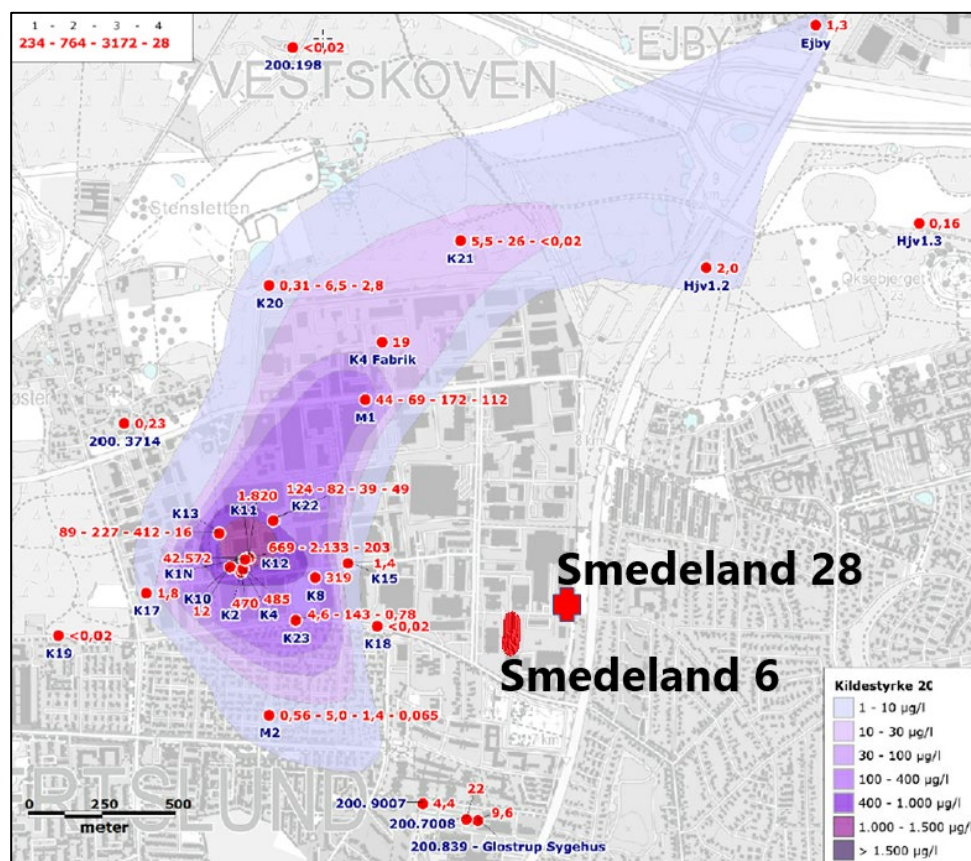 1 - 2 - 3 - 4
234 - 764 - 3172 - 28
<0,02
200.198
VESTSKOVEN
EJBY
1,3
Ejby
Stensletten
5,5 - 26 - <0,02
K21
0,16
Hjv1.3
2,0
Hjv1.2
Oksebjerget
0,31 - 6,5 - 2,8
K20
19
K4 Fabrik
44 - 69 - 172 - 112
M1
0,23
200. 3714
8 km
124 - 82 - 39 - 49
1.820
K22
K11
K13
89 - 227 - 412 - 16
669 - 2.133 - 203
42.572
K12
K1N
1,4
K15
319
K8
K10
12
K2
470
485
K4
1,8
K17
4,6 - 143 - 0,78
K23
<0,02
K18
<0,02
K19
Smedeland 28
Smedeland 6
0,56 - 5,0 - 1,4 - 0,065
M2
RTSLUND
0 250 500
meter
200. 9007
4,4
22
9,6
200.7008
200.839 - Glostrup Sygehus
Kildestyrke 20
1 - 10 µg/l
10 - 30 µg/l
30 - 100 µg/l
100 - 400 µg/l
400 - 1.000 µg/l
1.000 - 1.500 µg/l
> 1.500 µg/l